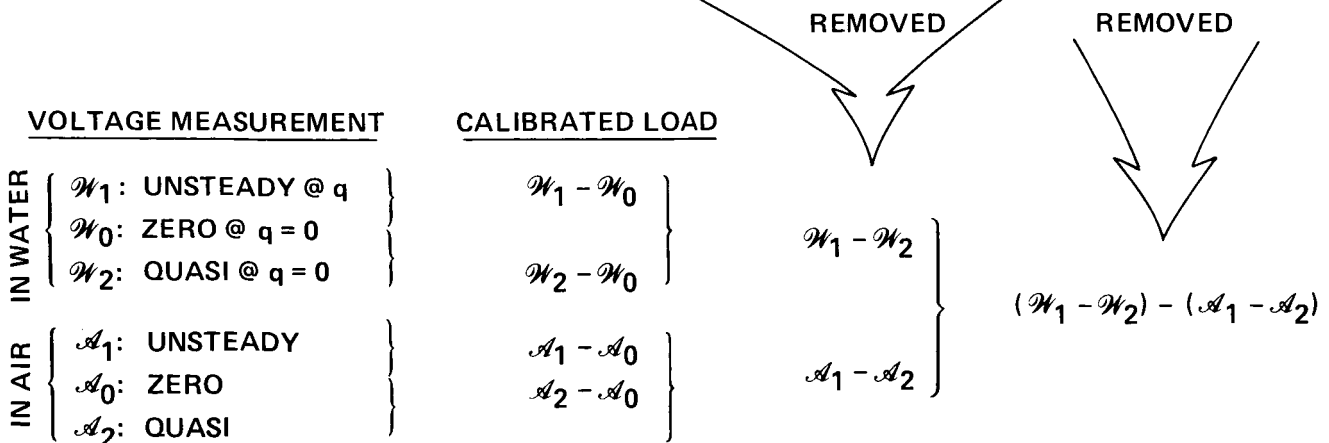 REMOVED REMOVED
VOLTAGE MEASUREMENT CALIBRATED LOAD
IN WATER
𝒲1: UNSTEADY @ q 𝒲1 – 𝒲0
𝒲0: ZERO @ q = 0
𝒲2: QUASI @ q = 0 𝒲2 – 𝒲0
𝒲1 – 𝒲2
(𝒲1 – 𝒲2) – (𝒜1 – 𝒜2)
IN AIR
𝒜1: UNSTEADY 𝒜1 – 𝒜0
𝒜0: ZERO 𝒜2 – 𝒜0
𝒜2: QUASI
𝒜1 – 𝒜2